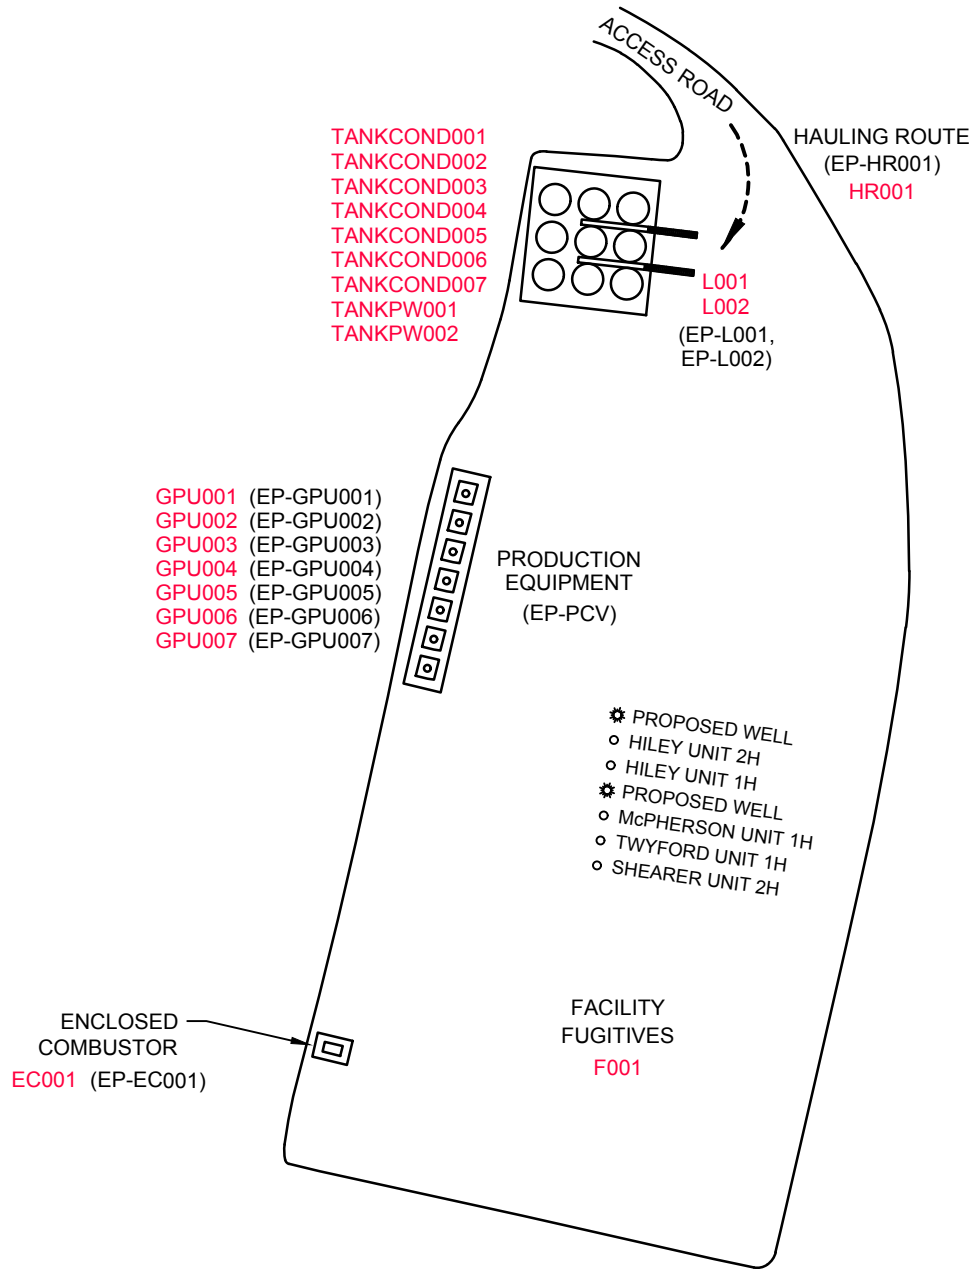 ACCESS ROAD
HAULING ROUTE
(EP-HR001)
HR001
TANKCOND001
TANKCOND002
TANKCOND003
TANKCOND004
TANKCOND005
TANKCOND006
TANKCOND007
TANKPW001
TANKPW002
L001
L002
(EP-L001,
EP-L002)
GPU001 (EP-GPU001)
GPU002 (EP-GPU002)
GPU003 (EP-GPU003)
GPU004 (EP-GPU004)
GPU005 (EP-GPU005)
GPU006 (EP-GPU006)
GPU007 (EP-GPU007)
PRODUCTION
EQUIPMENT
(EP-PCV)
PROPOSED WELL
HILEY UNIT 2H
HILEY UNIT 1H
PROPOSED WELL
McPHERSON UNIT 1H
TWYFORD UNIT 1H
SHEARER UNIT 2H
ENCLOSED
COMBUSTOR
EC001 (EP-EC001)
FACILITY
FUGITIVES
F001